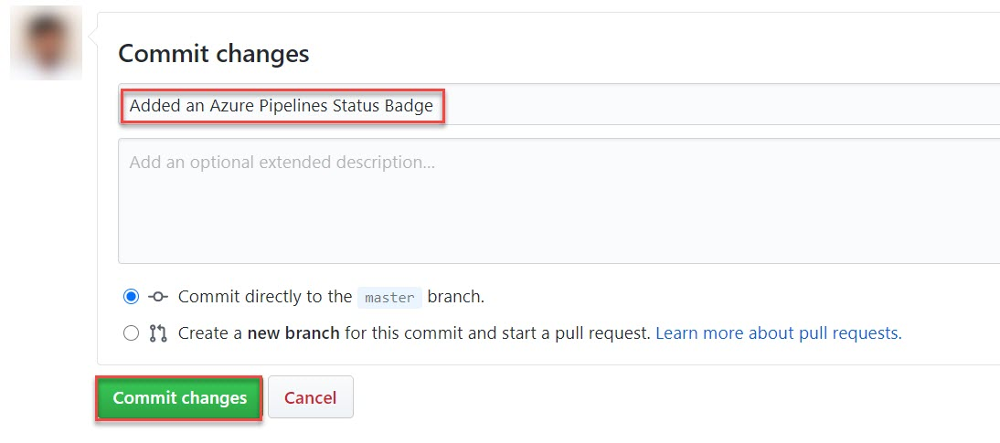 Commit changes
Added an Azure Pipelines Status Badge
Add an optional extended description...
Commit directly to the master branch.
Create a new branch for this commit and start a pull request. Learn more about pull requests.
Commit changes Cancel